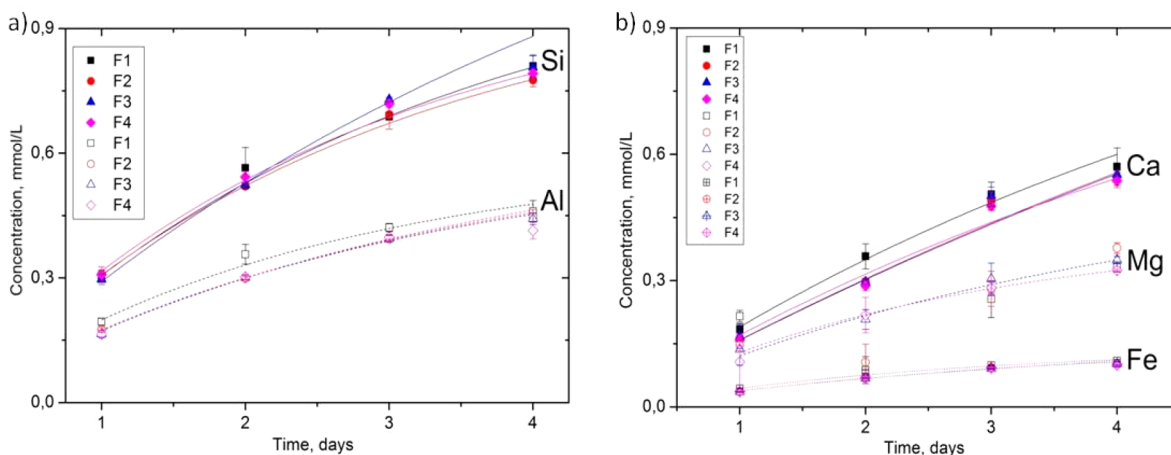 a)
0,9
0,6
0,3
0,0
Concentration, mmol/L
F1
F2
F3
F4
F1
F2
F3
F4
Si
Al
1 2 3 4
Time, days
b)
0,9
0,6
0,3
0,0
Concentration, mmol/L
F1
F2
F3
F4
F1
F2
F3
F4
F1
F2
F3
F4
Ca
Mg
Fe
1 2 3 4
Time, days